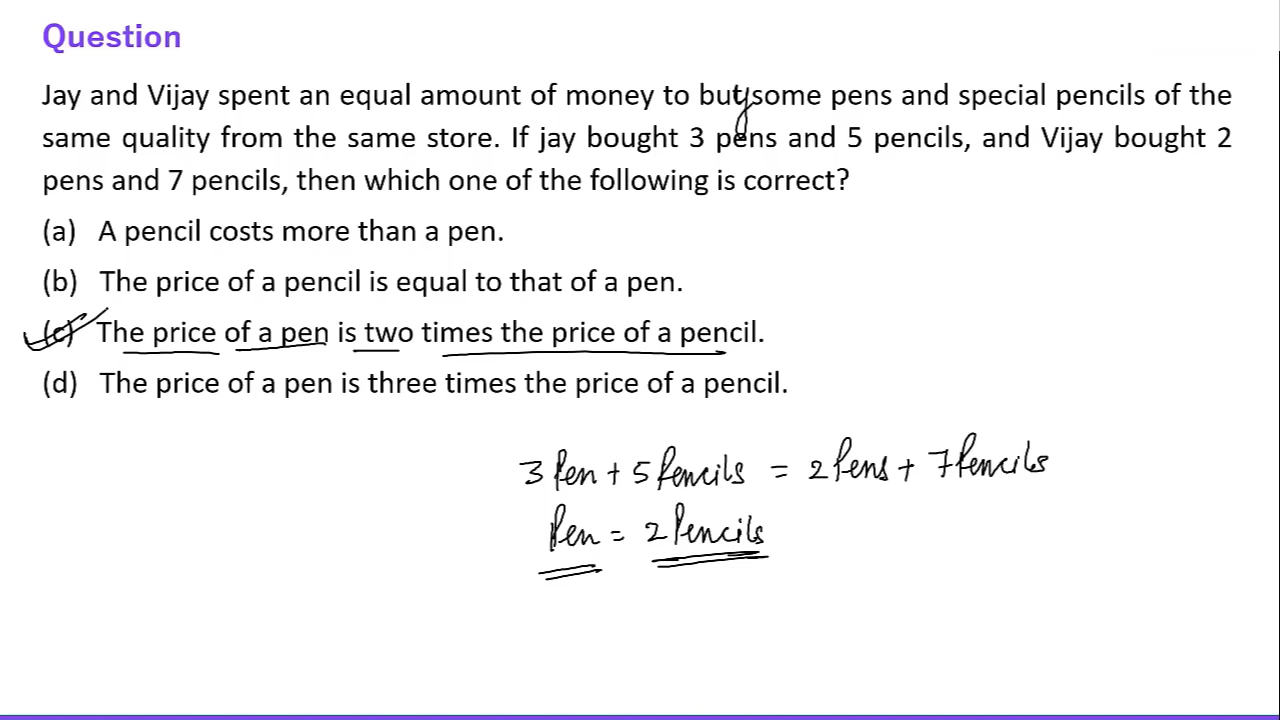 Question
Jay and Vijay spent an equal amount of money to buy some pens and special pencils of the
same quality from the same store. If jay bought 3 pens and 5 pencils, and Vijay bought 2
pens and 7 pencils, then which one of the following is correct?
(a) A pencil costs more than a pen.
(b) The price of a pencil is equal to that of a pen.
(c) The price of a pen is two times the price of a pencil.
(d) The price of a pen is three times the price of a pencil.
3 Pen + 5 Pencils = 2 Pens + 7 Pencils
Pen = 2 Pencils